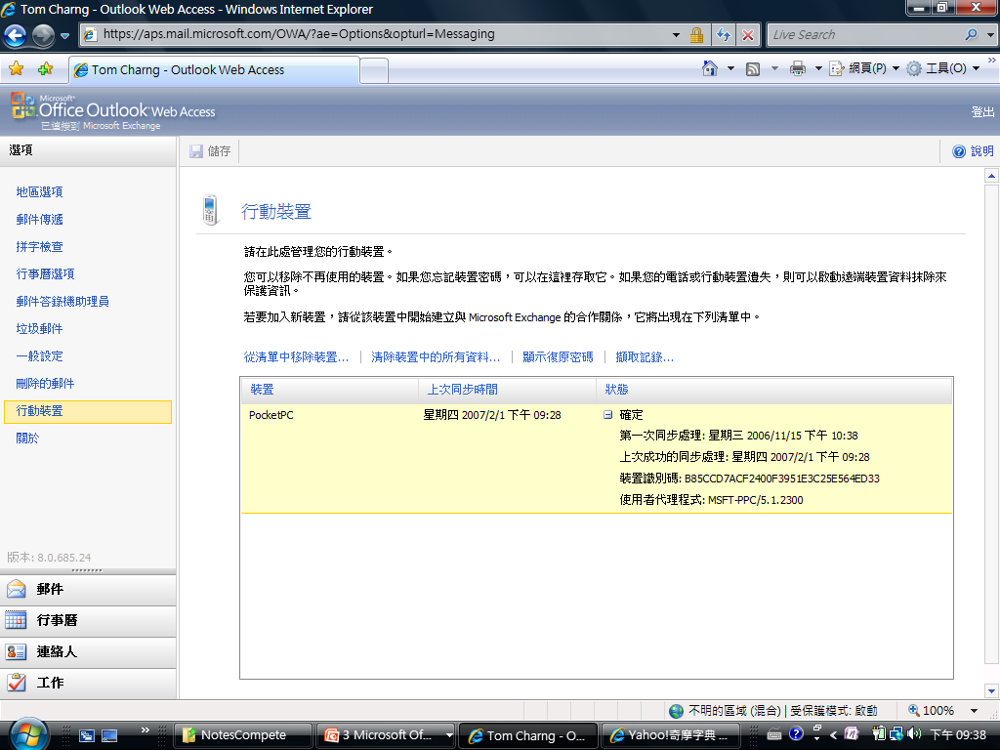 Tom Charng - Outlook Web Access - Windows Internet Explorer
https://aps.mail.microsoft.com/OWA/?ae=Options&opturl=Messaging
Live Search
Tom Charng - Outlook Web Access
網頁(P)
工具(O)
Microsoft
Office Outlook Web Access
已連接到 Microsoft Exchange
登出
選項
儲存
說明
地區選項
郵件傳遞
拼字檢查
行事曆選項
郵件答錄機助理員
垃圾郵件
一般設定
刪除的郵件
行動裝置
關於
版本: 8.0.685.24
郵件
行事曆
連絡人
工作
行動裝置
請在此處管理您的行動裝置。
您可以移除不再使用的裝置。如果您忘記裝置密碼，可以在這裡存取它。如果您的電話或行動裝置遺失，則可以啟動遠端裝置資料抹除來
保護資訊。
若要加入新裝置，請從該裝置中開始建立與 Microsoft Exchange 的合作關係，它將出現在下列清單中。
從清單中移除裝置... | 清除裝置中的所有資料... | 顯示復原密碼 | 擷取記錄...
裝置 上次同步時間 狀態
PocketPC 星期四 2007/2/1 下午 09:28 確定
第一次同步處理: 星期三 2006/11/15 下午 10:38
上次成功的同步處理: 星期四 2007/2/1 下午 09:28
裝置識別碼: B85CCD7ACF2400F3951E3C25E564ED33
使用者代理程式: MSFT-PPC/5.1.2300
不明的區域 (混合) | 受保護模式: 啟動
100%
NotesCompete
3 Microsoft Of...
Tom Charng - O...
Yahoo!奇摩字典 ...
下午 09:38